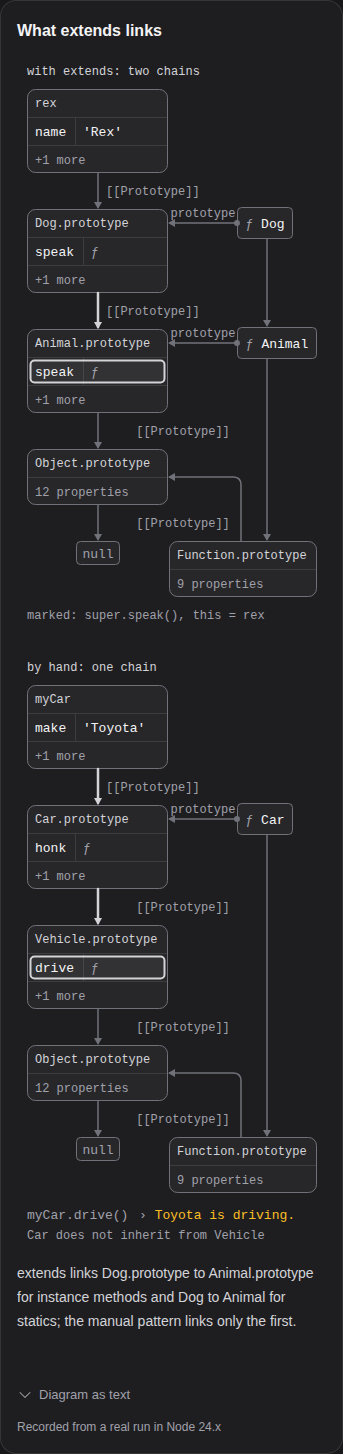 What extends links
with extends: two chains
rex
name 'Rex'
+1 more
[[Prototype]]
Dog.prototype
prototype
ƒ Dog
speak ƒ
+1 more
[[Prototype]]
Animal.prototype
prototype
ƒ Animal
speak ƒ
+1 more
[[Prototype]]
Object.prototype
12 properties
[[Prototype]]
null
Function.prototype
9 properties
marked: super.speak(), this = rex
by hand: one chain
myCar
make 'Toyota'
+1 more
[[Prototype]]
Car.prototype
prototype
ƒ Car
honk ƒ
+1 more
[[Prototype]]
Vehicle.prototype
drive ƒ
+1 more
[[Prototype]]
Object.prototype
12 properties
[[Prototype]]
null
Function.prototype
9 properties
myCar.drive() › Toyota is driving.
Car does not inherit from Vehicle
extends links Dog.prototype to Animal.prototype
for instance methods and Dog to Animal for
statics; the manual pattern links only the first.
Diagram as text
Recorded from a real run in Node 24.x